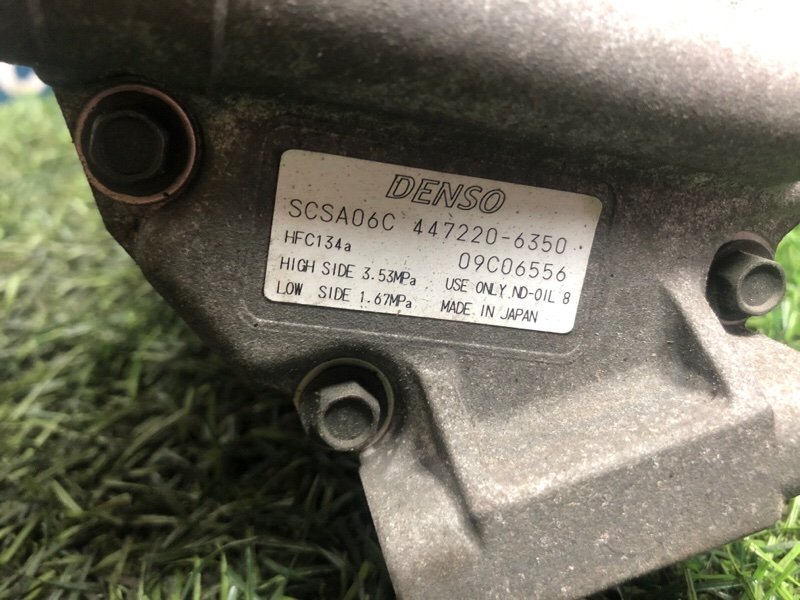 DENSO
SCSA06C 447220-6350
HFC134a 09C06556
HIGH SIDE 3.53MPa USE ONLY ND-OIL 8
LOW SIDE 1.67MPa MADE IN JAPAN